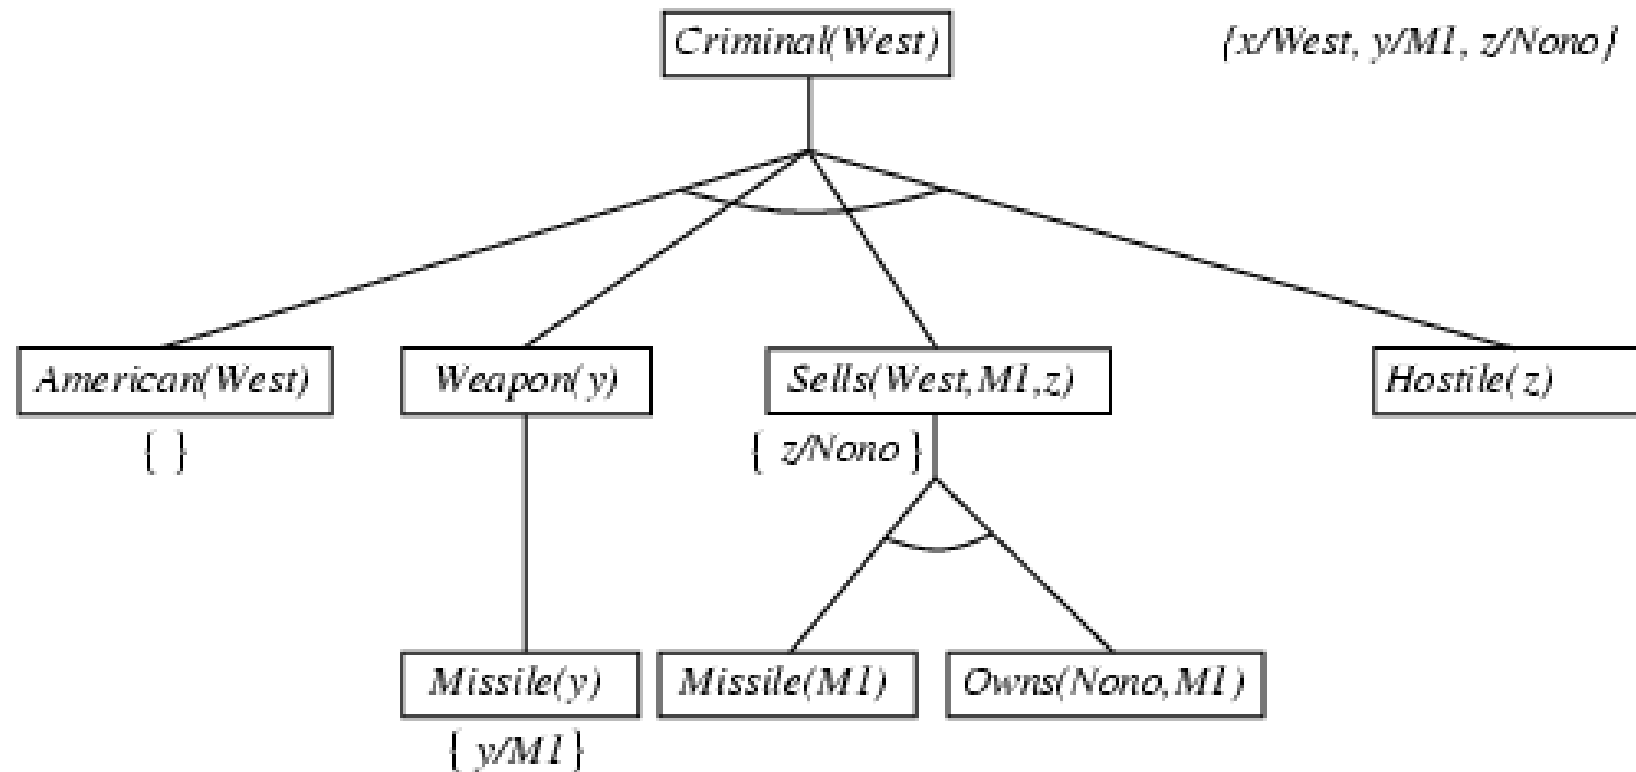 Criminal(West)
{x/West, y/M1, z/Nono}
American(West)
Weapon(y)
Sells(West,M1,z)
Hostile(z)
{ }
{ z/Nono }
Missile(y)
Missile(M1)
Owns(Nono,M1)
{ y/M1 }